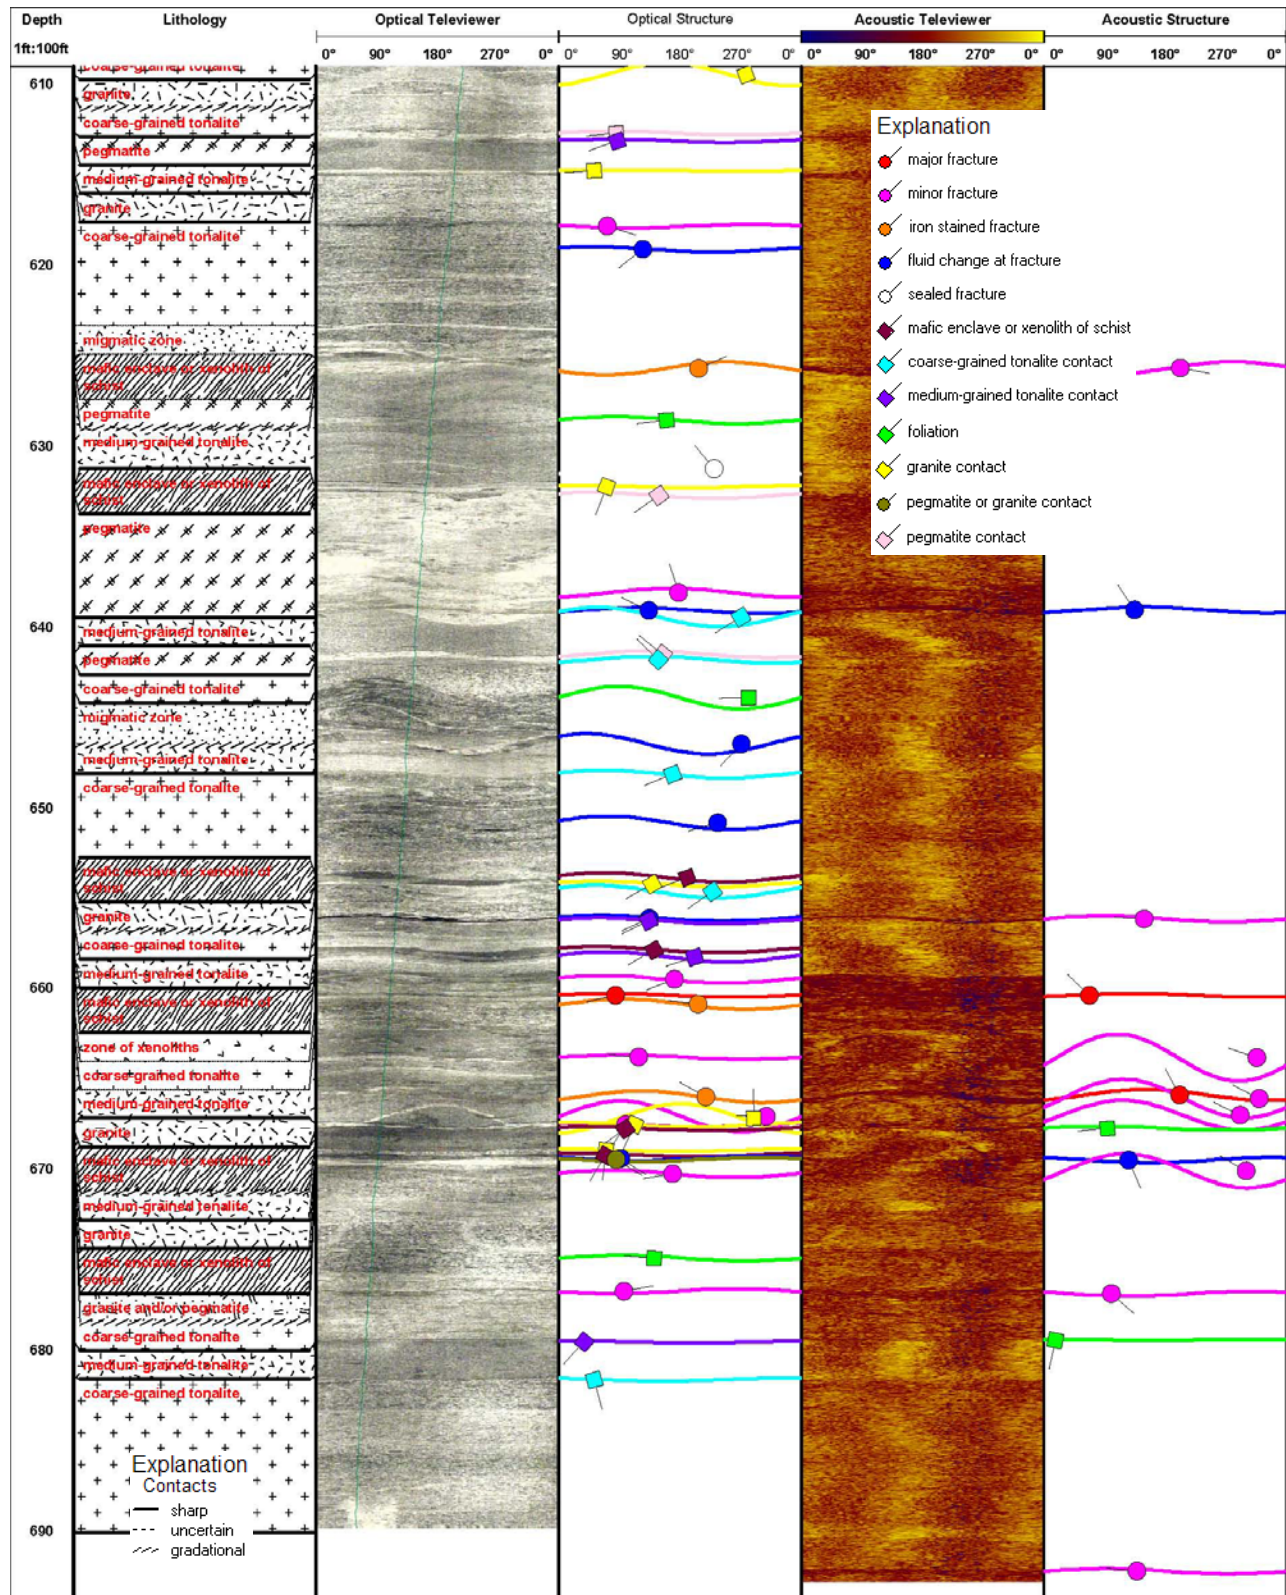 Depth Lithology Optical Televiewer Optical Structure Acoustic Televiewer Acoustic Structure
1ft:100ft 0° 90° 180° 270° 0° 0° 90° 180° 270° 0° 0° 90° 180° 270° 0° 0° 90° 180° 270° 0°
coarse-grained tonalite
610
granite
coarse-grained tonalite
pegmatite
medium-grained tonalite
granite
coarse-grained tonalite
620
migmatic zone
mafic enclave or xenolith of
schist
pegmatite
medium-grained tonalite
630
mafic enclave or xenolith of
schist
pegmatite
640
medium-grained tonalite
pegmatite
coarse-grained tonalite
migmatic zone
medium-grained tonalite
coarse-grained tonalite
650
mafic enclave or xenolith of
schist
granite
coarse-grained tonalite
medium-grained tonalite
660
mafic enclave or xenolith of
schist
zone of xenoliths
coarse-grained tonalite
medium-grained tonalite
granite
mafic enclave or xenolith of
schist
670
medium-grained tonalite
granite
mafic enclave or xenolith of
schist
granite and/or pegmatite
coarse-grained tonalite
680
medium-grained tonalite
coarse-grained tonalite
690
Explanation
Contacts
sharp
uncertain
gradational
Explanation
major fracture
minor fracture
iron stained fracture
fluid change at fracture
sealed fracture
mafic enclave or xenolith of schist
coarse-grained tonalite contact
medium-grained tonalite contact
foliation
granite contact
pegmatite or granite contact
pegmatite contact